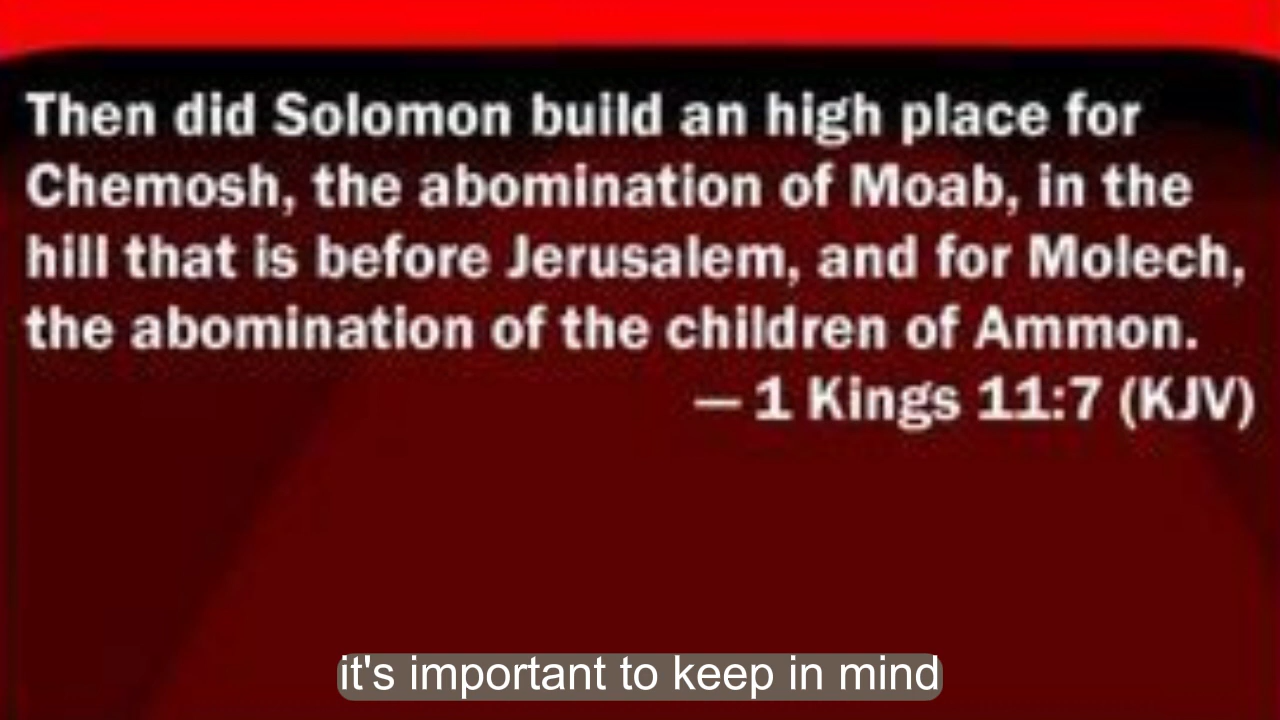 Then did Solomon build an high place for
Chemosh, the abomination of Moab, in the
hill that is before Jerusalem, and for Molech,
the abomination of the children of Ammon.
— 1 Kings 11:7 (KJV)
it's important to keep in mind